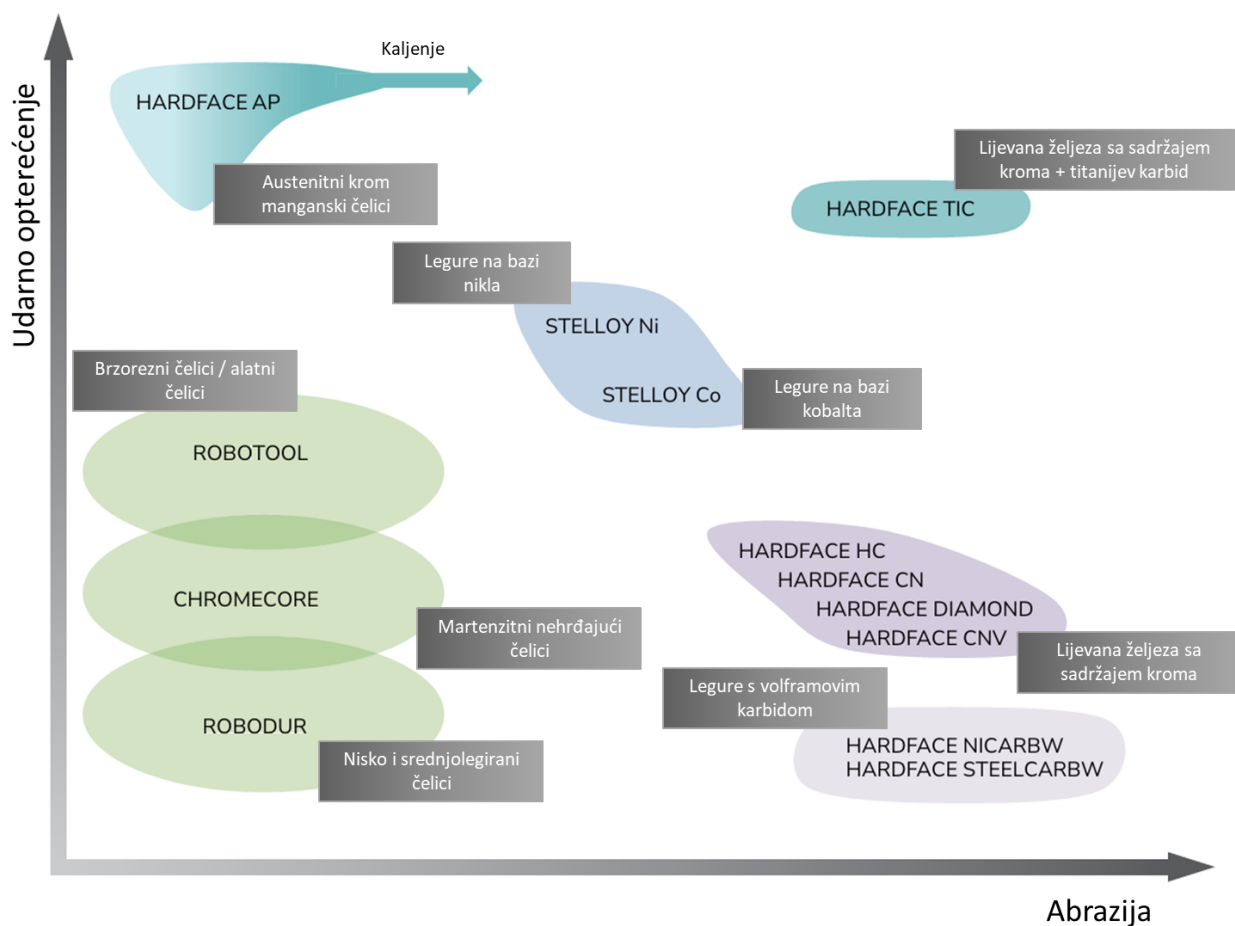 Kaljenje
HARDFACE AP
Udarno opterećenje
Austenitni krom
manganski čelici
Lijevana željeza sa sadržajem
kroma + titanijev karbid
HARDFACE TIC
Legure na bazi
nikla
STELLOY Ni
STELLOY Co
Legure na bazi
kobalta
Brzorezni čelici / alatni
čelici
ROBOTOOL
CHROMECORE
Martenzitni nehrđajući
čelici
ROBODUR
Nisko i srednjolegirani
čelici
HARDFACE HC
HARDFACE CN
HARDFACE DIAMOND
HARDFACE CNV
Lijevana željeza sa
sadržajem kroma
Legure s volframovim
karbidom
HARDFACE NICARBW
HARDFACE STEELCARBW
Abrazija